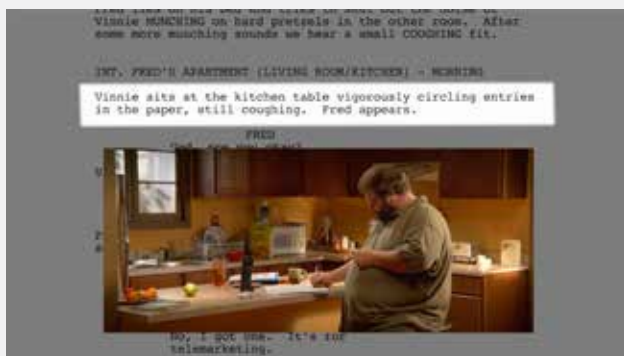 Fred lies on his bed and tries to shut out the noise of
Vinnie MUNCHING on hard pretzels in the other room. After
some more munching sounds we hear a small COUGHING fit.
INT. FRED'S APARTMENT (LIVING ROOM/KITCHEN) - MORNING
Vinnie sits at the kitchen table vigorously circling entries
in the paper, still coughing. Fred appears.
FRED
you okay?
No, I got one. It's for
telemarketing.